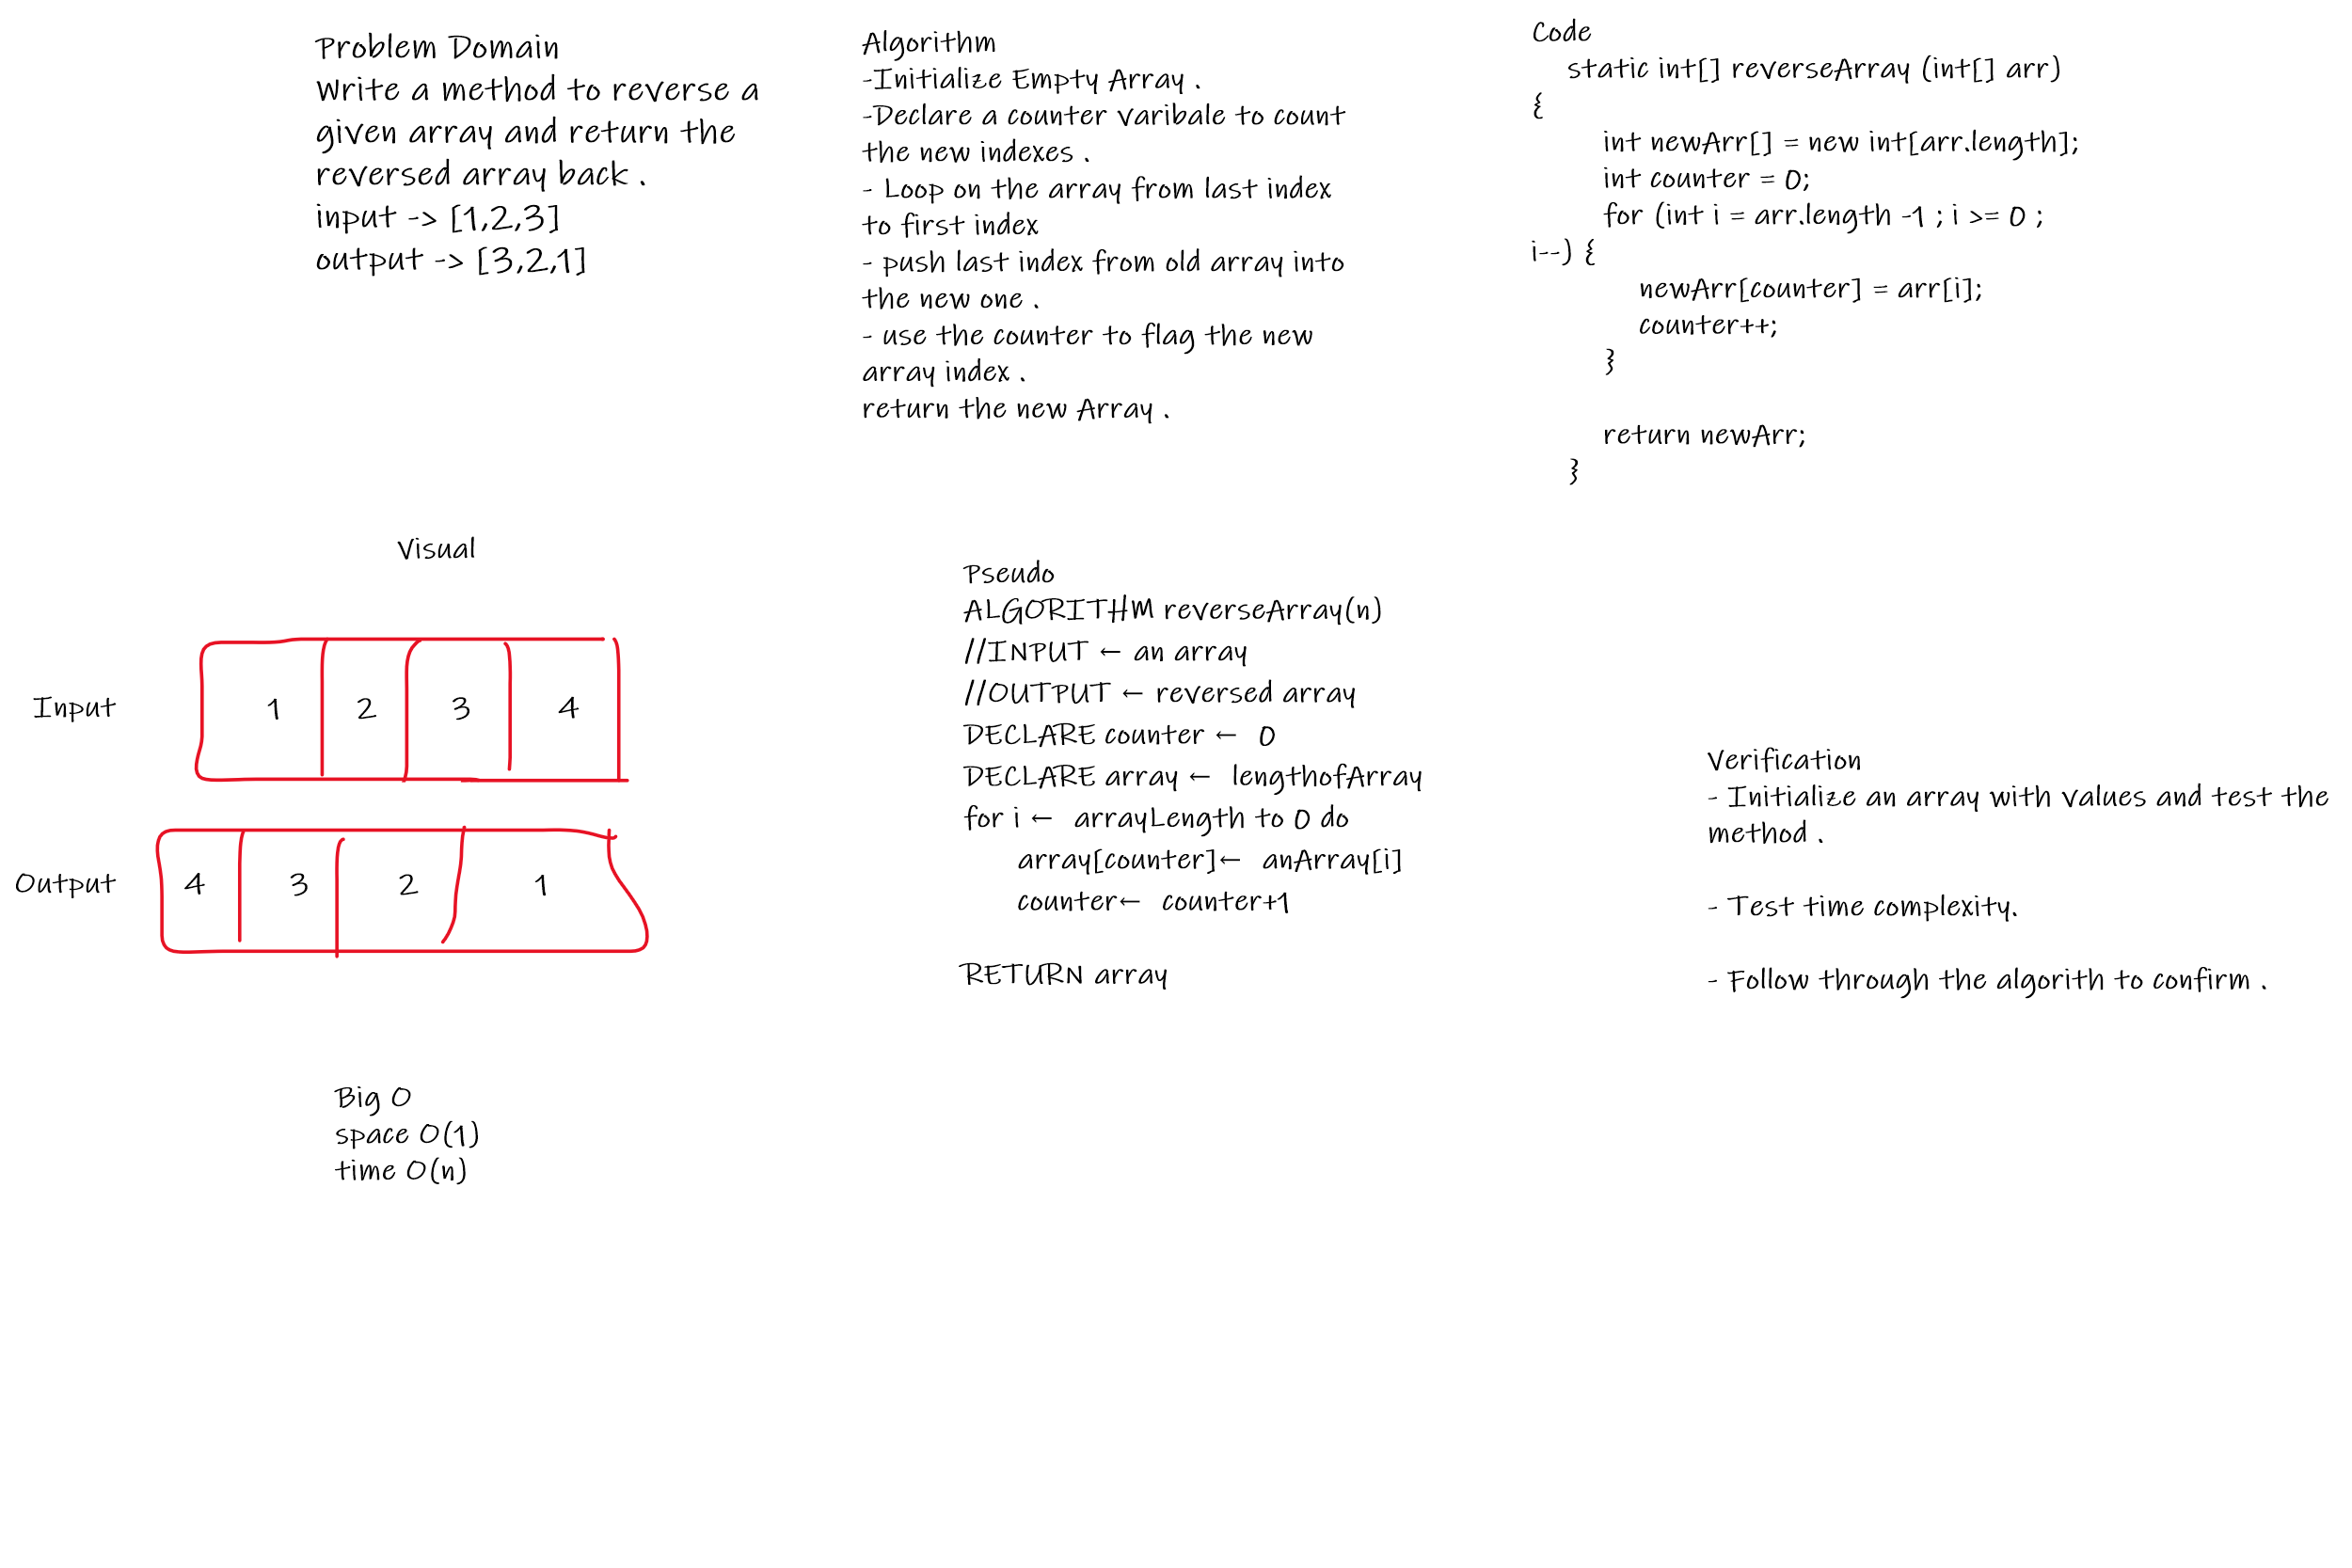 Problem Domain
Write a method to reverse a
given array and return the
reversed array back .
input -> [1,2,3]
output -> [3,2,1]
Algorithm
-Initialize Empty Array .
-Declare a counter varibale to count
the new indexes .
- Loop on the array from last index
to first index
- push last index from old array into
the new one .
- use the counter to flag the new
array index .
return the new Array .
Code
static int[] reverseArray (int[] arr)
{
int newArr[] = new int[arr.length];
int counter = 0;
for (int i = arr.length -1 ; i >= 0 ;
i--) {
newArr[counter] = arr[i];
counter++;
}
return newArr;
}
Visual
Input 1 2 3 4
Output 4 3 2 1
Pseudo
ALGORITHM reverseArray(n)
//INPUT ← an array
//OUTPUT ← reversed array
DECLARE counter ← 0
DECLARE array ← lengthofArray
for i ← arrayLength to 0 do
array[counter]← anArray[i]
counter← counter+1
RETURN array
Verification
- Initialize an array with values and test the
method .
- Test time complexity.
- Follow through the algorith to confirm .
Big O
space O(1)
time O(n)